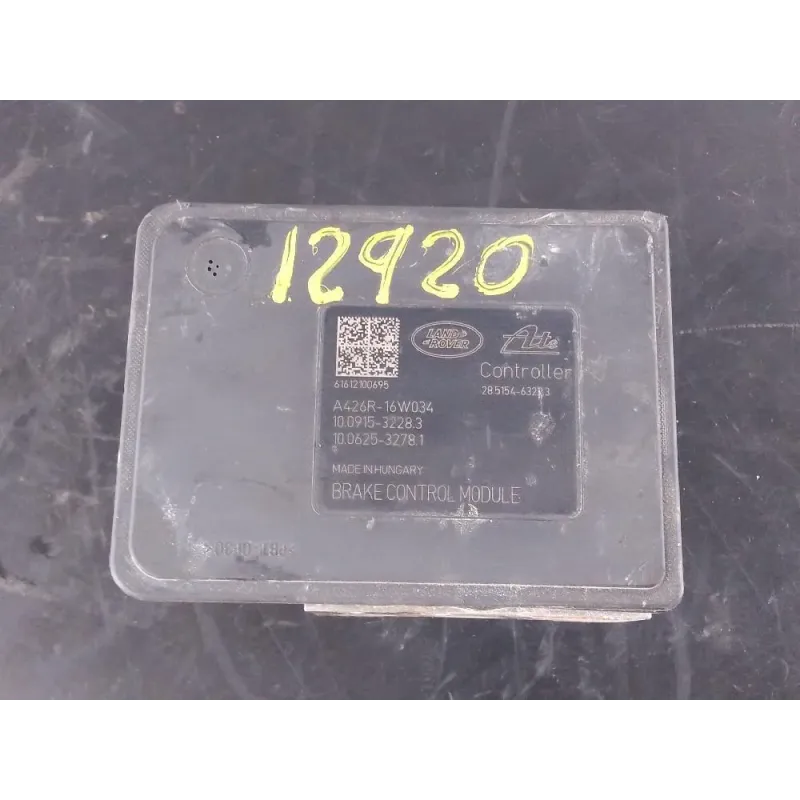 12920
LAND ROVER
Ate
61612100695
Controller
28.5154-6328.3
A426R-16W034
10.0915-3228.3
10.0625-3278.1
MADE IN HUNGARY
BRAKE CONTROL MODULE